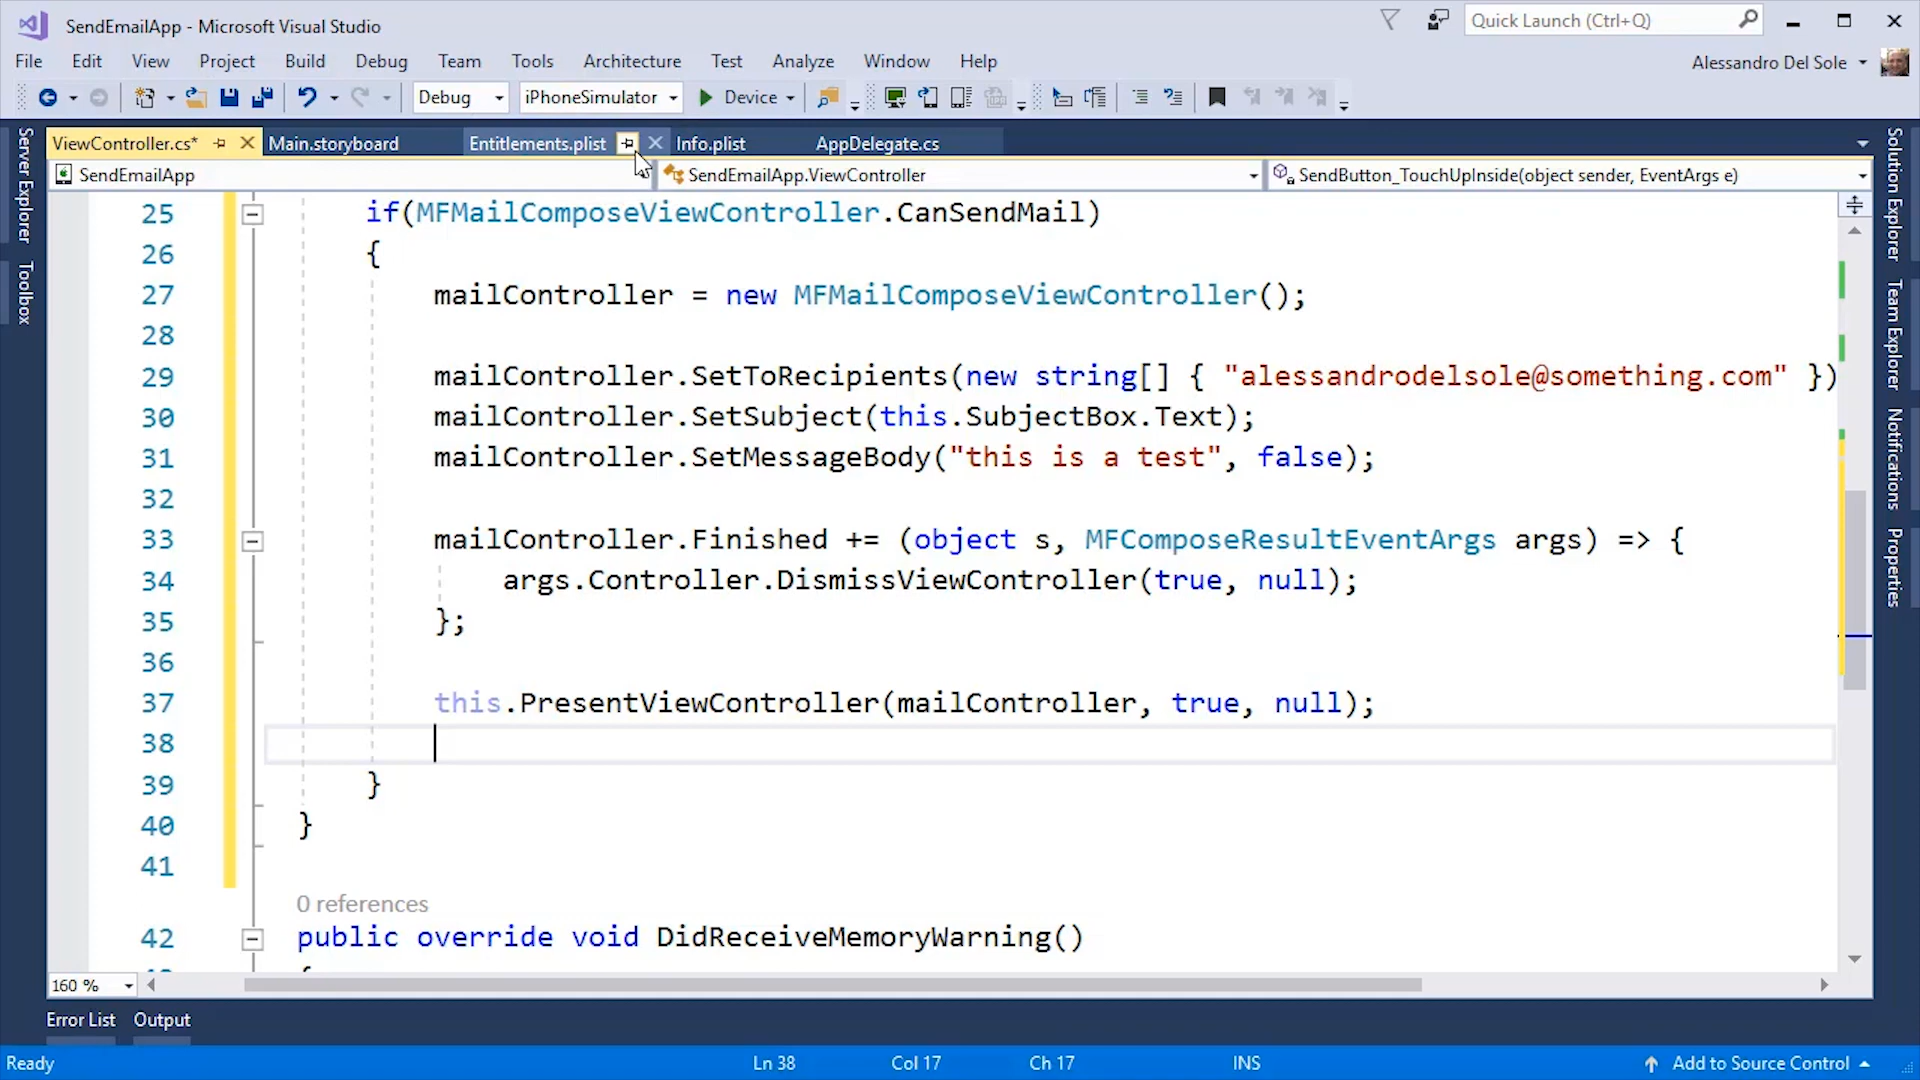 SendEmailApp - Microsoft Visual Studio
Quick Launch (Ctrl+Q)
File Edit View Project Build Debug Team Tools Architecture Test Analyze Window Help
Alessandro Del Sole
Debug iPhoneSimulator Device
ViewController.cs* Main.storyboard Entitlements.plist Info.plist AppDelegate.cs
SendEmailApp SendEmailApp.ViewController SendButton_TouchUpInside(object sender, EventArgs e)
Server Explorer
Toolbox
Solution Explorer
Team Explorer
Notifications
Properties
25 if(MFMailComposeViewController.CanSendMail)
26 {
27 mailController = new MFMailComposeViewController();
28
29 mailController.SetToRecipients(new string[] { "alessandrodelsole@something.com" })
30 mailController.SetSubject(this.SubjectBox.Text);
31 mailController.SetMessageBody("this is a test", false);
32
33 mailController.Finished += (object s, MFComposeResultEventArgs args) => {
34 args.Controller.DismissViewController(true, null);
35 };
36
37 this.PresentViewController(mailController, true, null);
38
39 }
40 }
41
0 references
42 public override void DidReceiveMemoryWarning()
160 %
Error List Output
Ready Ln 38 Col 17 Ch 17 INS Add to Source Control